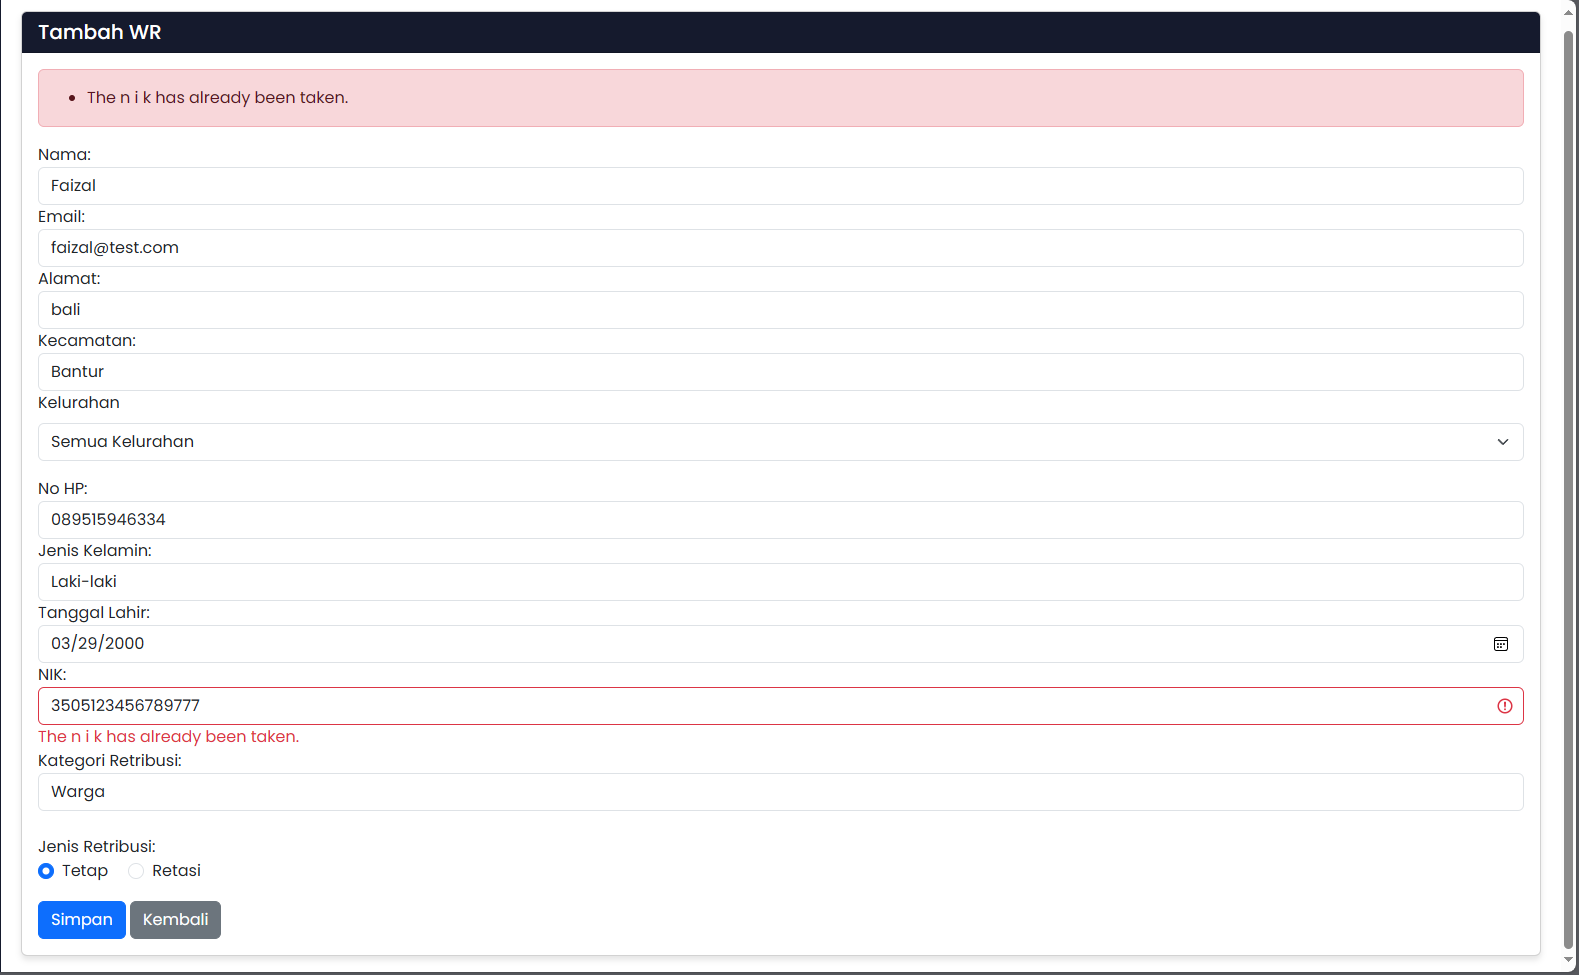 Tambah WR
• The n i k has already been taken.
Nama:
Faizal
Email:
faizal@test.com
Alamat:
bali
Kecamatan:
Bantur
Kelurahan
Semua Kelurahan
No HP:
089515946334
Jenis Kelamin:
Laki-laki
Tanggal Lahir:
03/29/2000
NIK:
3505123456789777
The n i k has already been taken.
Kategori Retribusi:
Warga
Jenis Retribusi:
Tetap Retasi
Simpan Kembali